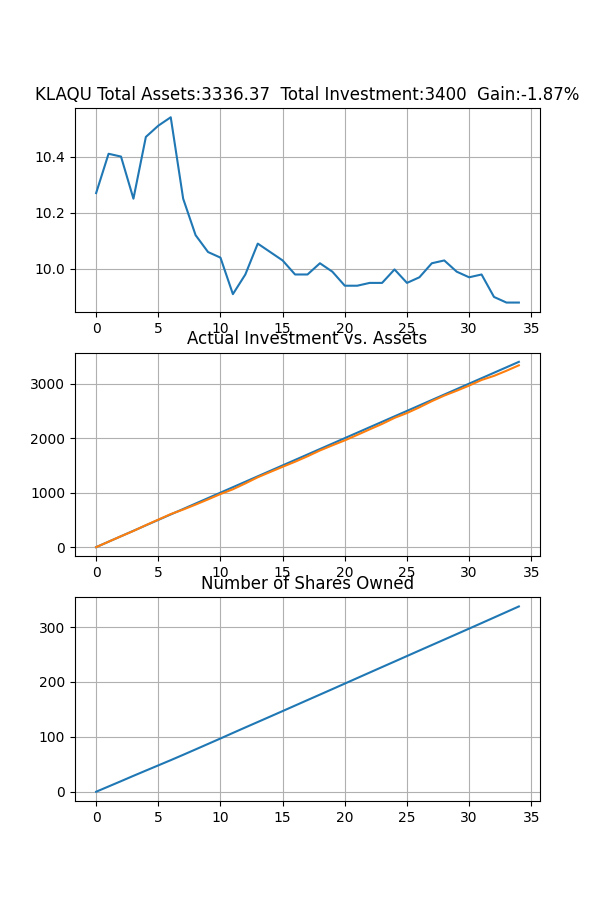 KLAQU Total Assets:3336.37  Total Investment:3400  Gain:-1.87%
10.4
10.2
10.0
0 5 10 15 20 25 30 35
Actual Investment vs. Assets
3000
2000
1000
0
0 5 10 15 20 25 30 35
Number of Shares Owned
300
200
100
0
0 5 10 15 20 25 30 35